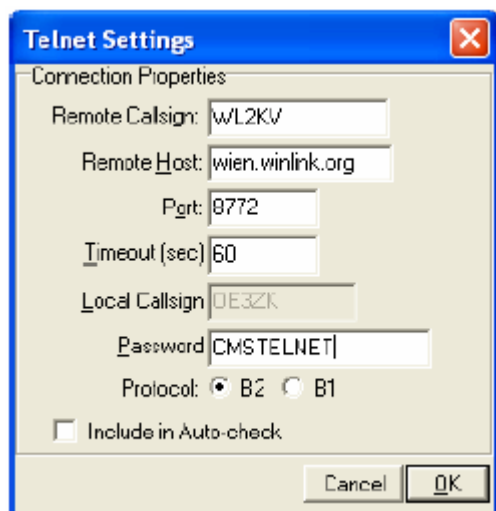 Telnet Settings
Connection Properties
Remote Callsign: WL2KV
Remote Host: wien.winlink.org
Port: 8772
Timeout (sec) 60
Local Callsign OE3ZK
Password CMSTELNET
Protocol: B2 B1
Include in Auto-check
Cancel OK